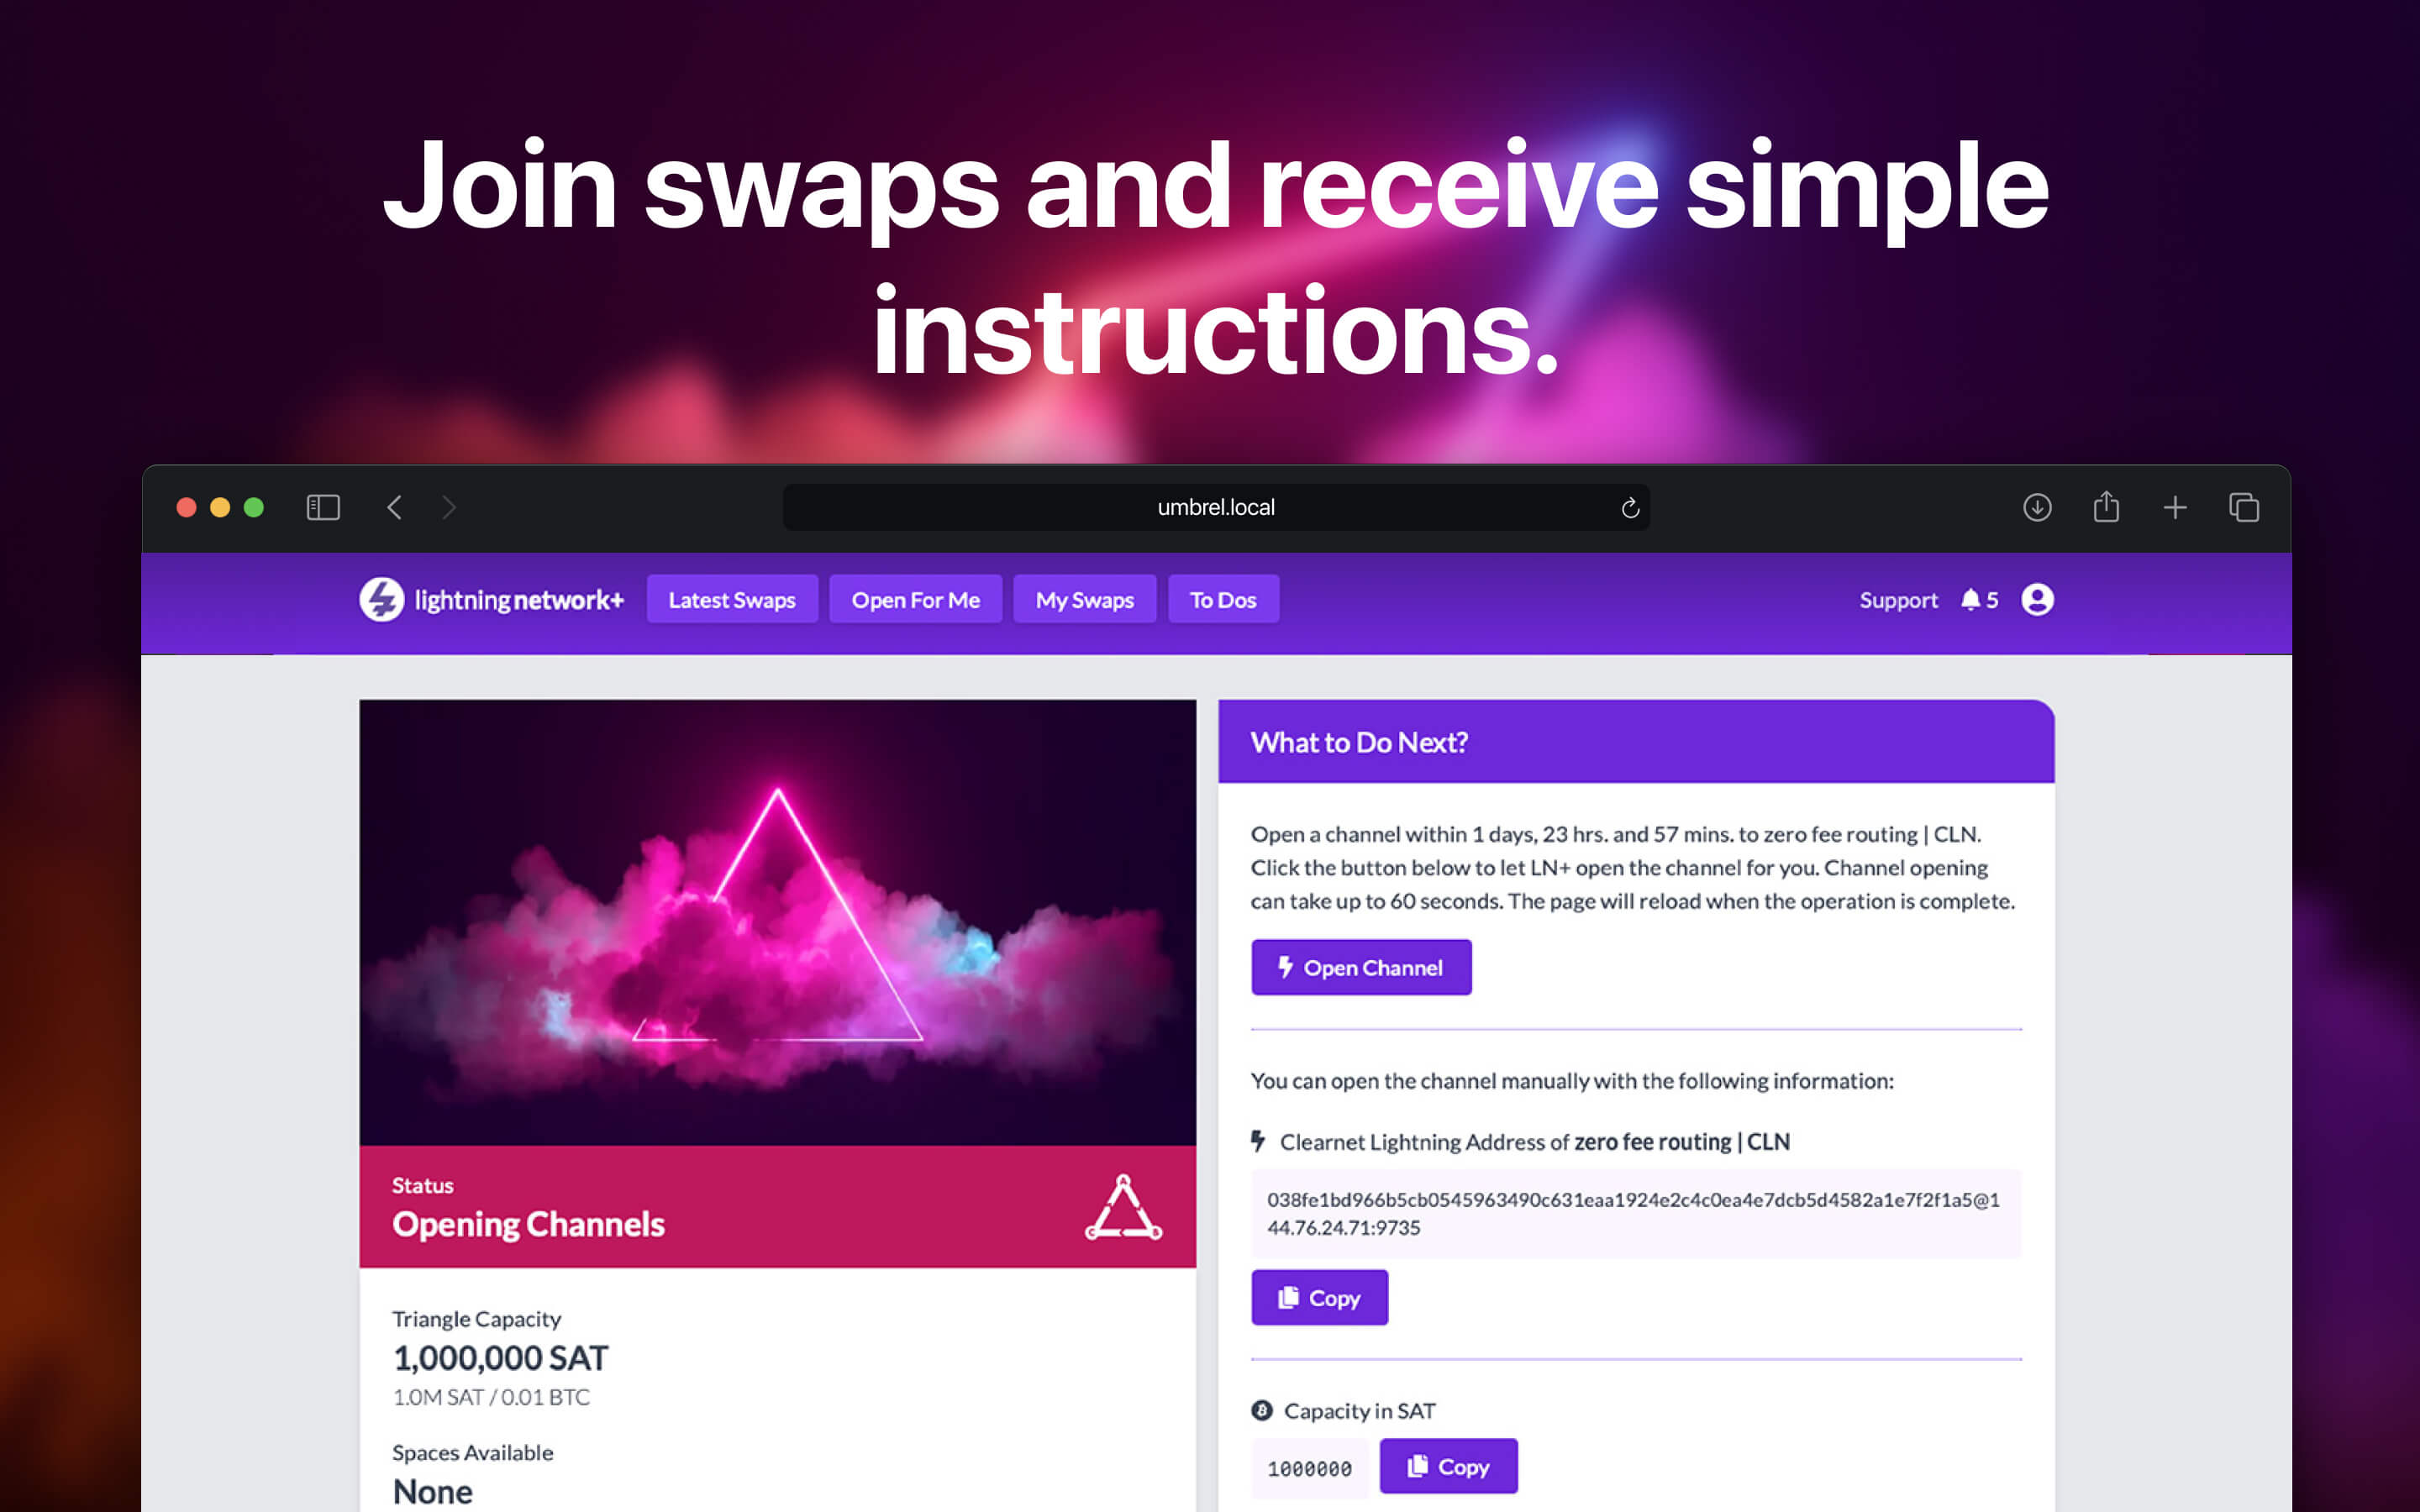 Join swaps and receive simple
instructions.
umbrel.local
lightningnetwork+
Latest Swaps
Open For Me
My Swaps
To Dos
Support
5
What to Do Next?
Open a channel within 1 days, 23 hrs. and 57 mins. to zero fee routing | CLN.
Click the button below to let LN+ open the channel for you. Channel opening
can take up to 60 seconds. The page will reload when the operation is complete.
Open Channel
You can open the channel manually with the following information:
Clearnet Lightning Address of zero fee routing | CLN
038fe1bd966b5cb0545963490c631eaa1924e2c4c0ea4e7dcb5d4582a1e7f2f1a5@1
44.76.24.71:9735
Copy
Capacity in SAT
1000000
Copy
Status
Opening Channels
A
C
B
Triangle Capacity
1,000,000 SAT
1.0M SAT / 0.01 BTC
Spaces Available
None